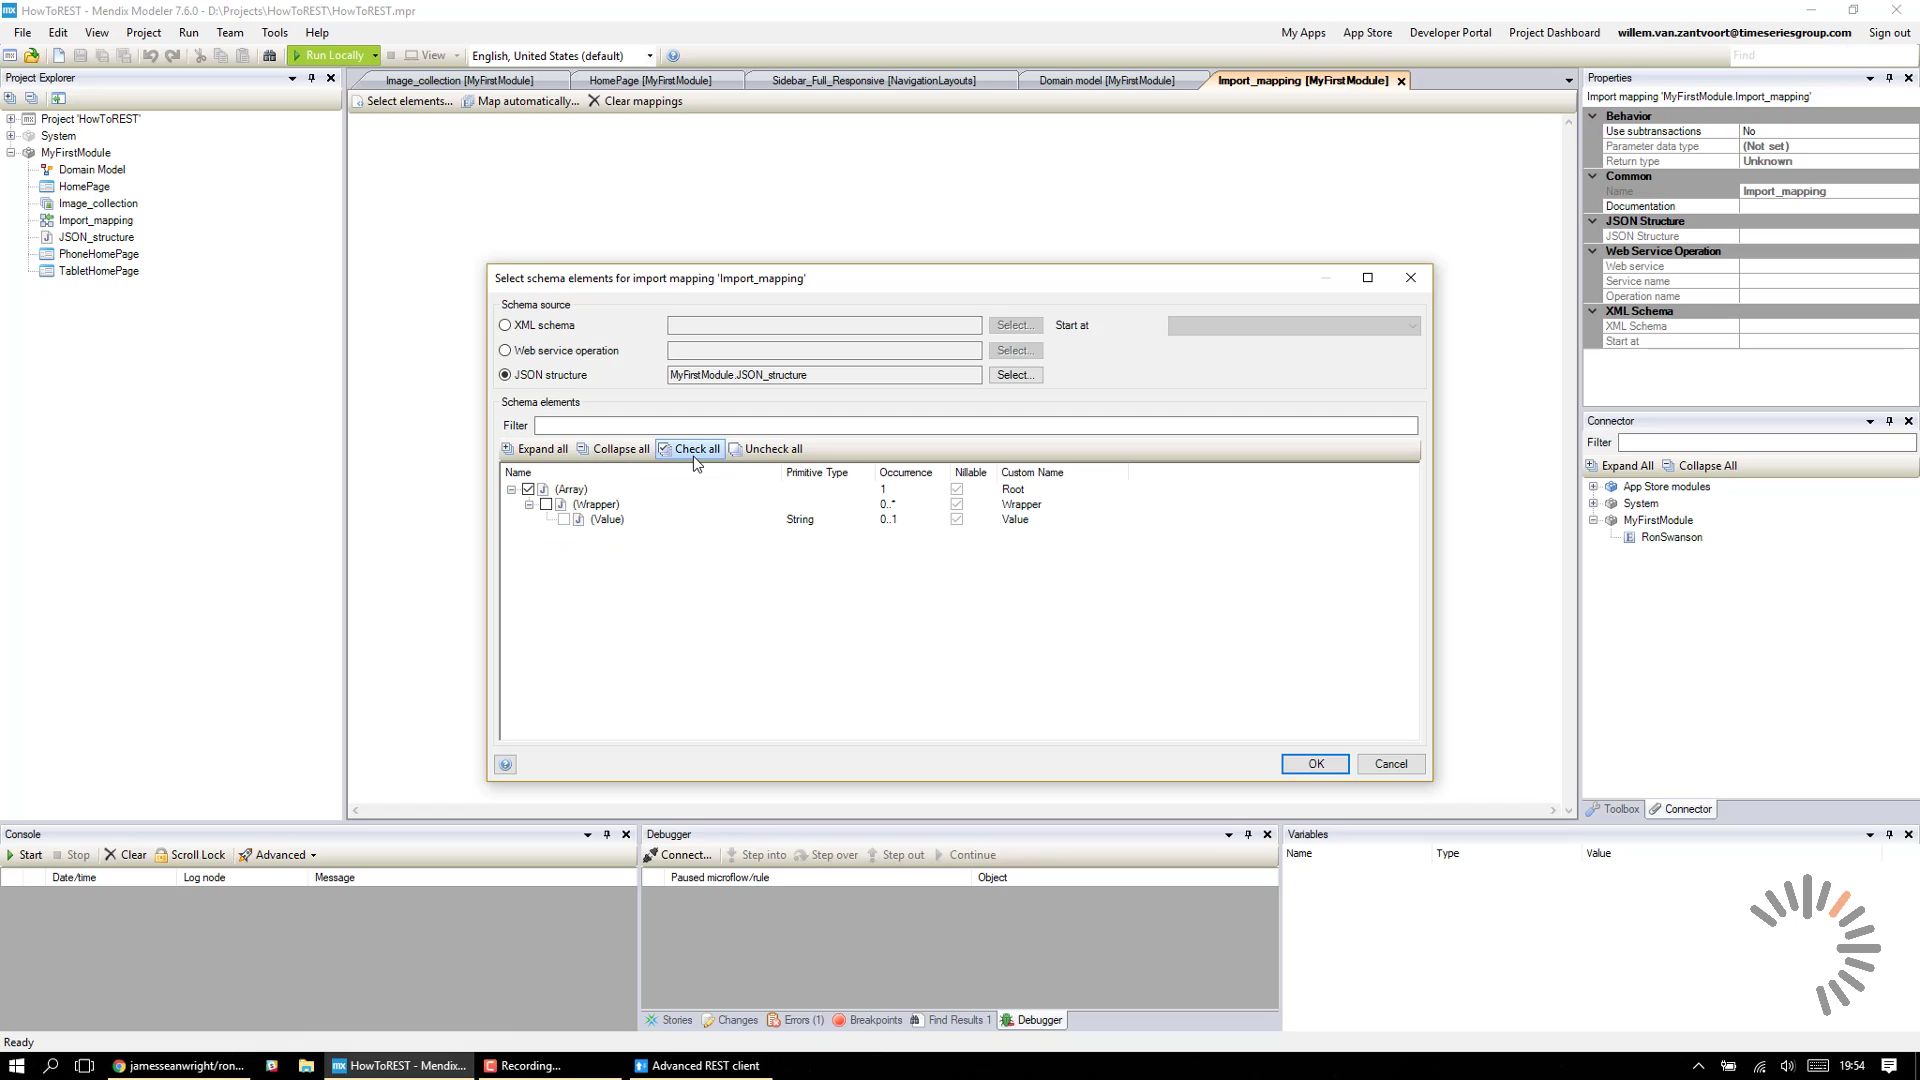 HowToREST - Mendix Modeler 7.6.0 - D:\Projects\HowToREST\HowToREST.mpr
File Edit View Project Run Team Tools Help My Apps App Store Developer Portal Project Dashboard willem.van.zantvoort@timeseriesgroup.com Sign out
Run Locally View English, United States (default) Find
Project Explorer
Image_collection [MyFirstModule] HomePage [MyFirstModule] Sidebar_Full_Responsive [NavigationLayouts] Domain model [MyFirstModule] Import_mapping [MyFirstModule]
Select elements... Map automatically... Clear mappings
Project 'HowToREST'
System
MyFirstModule
Domain Model
HomePage
Image_collection
Import_mapping
JSON_structure
PhoneHomePage
TabletHomePage
Properties
Import mapping 'MyFirstModule.Import_mapping'
Behavior
Use subtransactions No
Parameter data type (Not set)
Return type Unknown
Common
Name Import_mapping
Documentation
JSON Structure
JSON Structure
Web Service Operation
Web service
Service name
Operation name
XML Schema
XML Schema
Start at
Select schema elements for import mapping 'Import_mapping'
Schema source
XML schema Select... Start at
Web service operation Select...
JSON structure MyFirstModule.JSON_structure Select...
Schema elements
Filter
Expand all Collapse all Check all Uncheck all
Name Primitive Type Occurrence Nillable Custom Name
(Array) 1 Root
(Wrapper) 0..* Wrapper
(Value) String 0..1 Value
OK Cancel
Connector
Filter
Expand All Collapse All
App Store modules
System
MyFirstModule
RonSwanson
Toolbox Connector
Console
Start Stop Clear Scroll Lock Advanced
Date/time Log node Message
Debugger
Connect... Step into Step over Step out Continue
Paused microflow/rule Object
Variables
Name Type Value
Stories Changes Errors (1) Breakpoints Find Results 1 Debugger
Ready
jamesseanwright/ron... HowToREST - Mendix... Recording... Advanced REST client 19:54